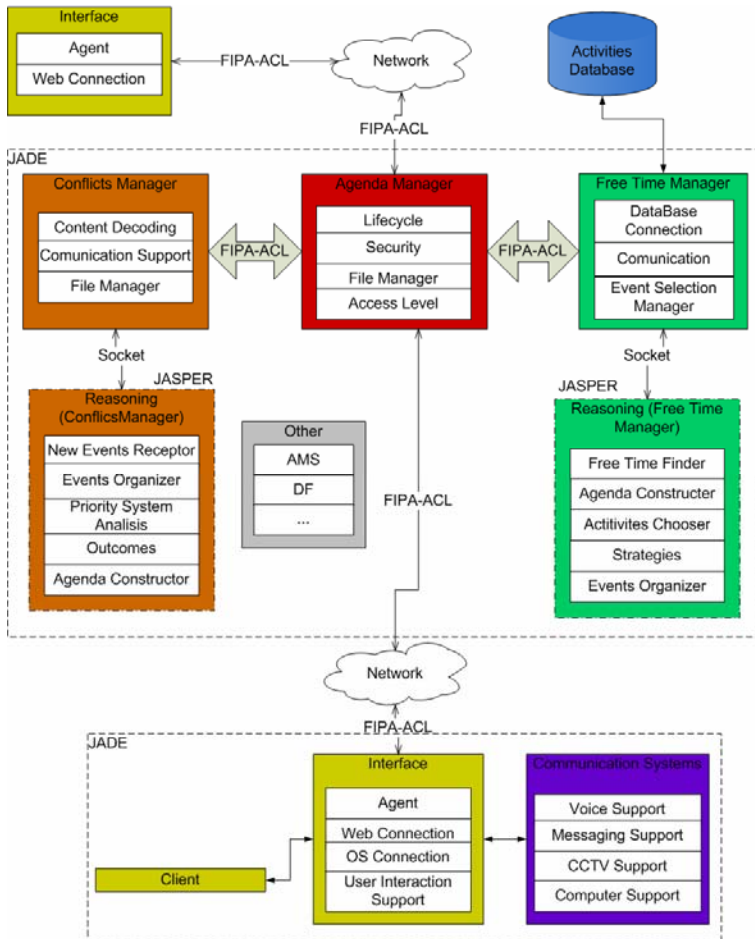 Interface
Agent
Web Connection
FIPA-ACL
Network
Activities
Database
FIPA-ACL
JADE
Conflicts Manager
Content Decoding
Comunication Support
File Manager
FIPA-ACL
Agenda Manager
Lifecycle
Security
File Manager
Access Level
FIPA-ACL
Free Time Manager
DataBase
Connection
Comunication
Event Selection
Manager
Socket
JASPER
Reasoning
(ConflicsManager)
New Events Receptor
Events Organizer
Priority System
Analisis
Outcomes
Agenda Constructor
Other
AMS
DF
...
FIPA-ACL
Socket
JASPER
Reasoning (Free Time
Manager)
Free Time Finder
Agenda Constructer
Actitivites Chooser
Strategies
Events Organizer
Network
FIPA-ACL
JADE
Interface
Agent
Web Connection
OS Connection
User Interaction
Support
Client
Communication Systems
Voice Support
Messaging Support
CCTV Support
Computer Support